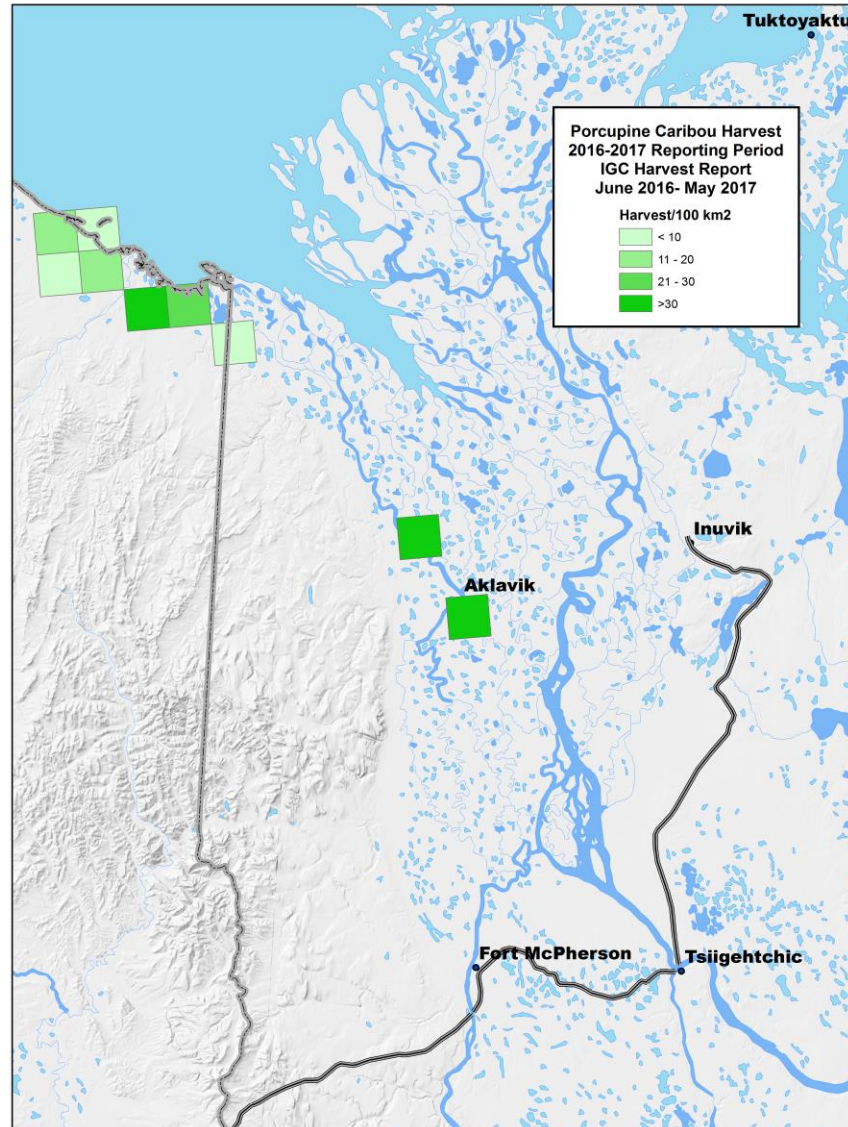 Tuktoyaktu
Porcupine Caribou Harvest
2016-2017 Reporting Period
IGC Harvest Report
June 2016- May 2017
Harvest/100 km2
< 10
11 - 20
21 - 30
>30
Inuvik
Aklavik
Fort McPherson
Tsiigehtchic